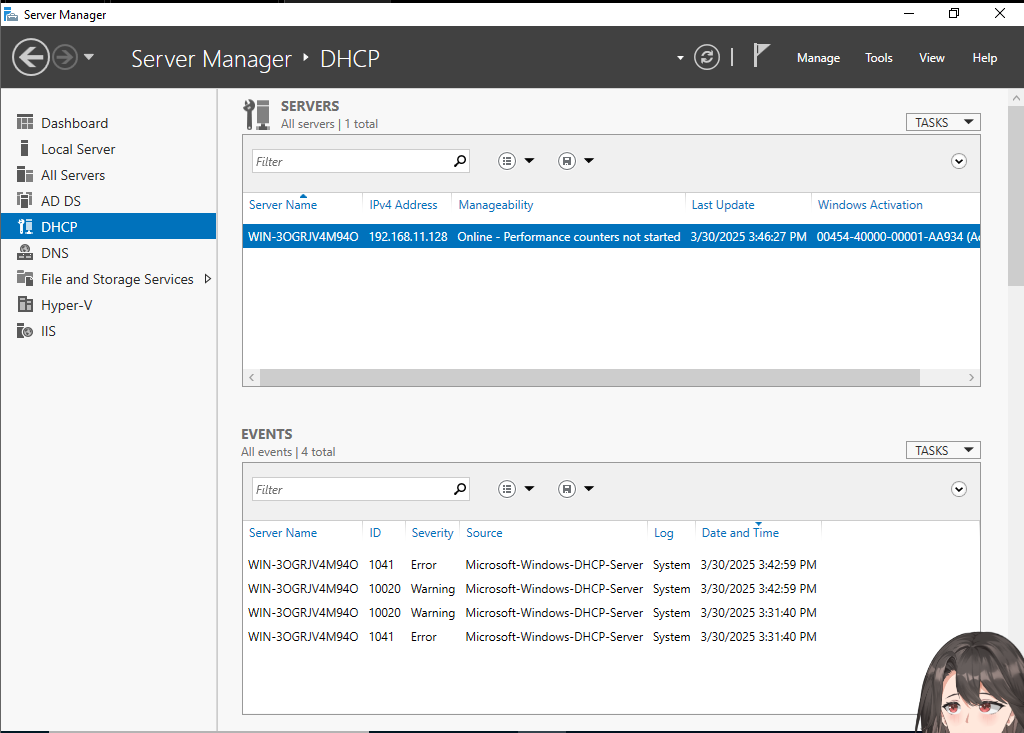 Server Manager
Server Manager DHCP
Manage Tools View Help
Dashboard
Local Server
All Servers
AD DS
DHCP
DNS
File and Storage Services
Hyper-V
IIS
SERVERS
All servers | 1 total
TASKS
Filter
Server Name IPv4 Address Manageability Last Update Windows Activation
WIN-3OGRJV4M94O 192.168.11.128 Online - Performance counters not started 3/30/2025 3:46:27 PM 00454-40000-00001-AA934 (Ac
EVENTS
All events | 4 total
TASKS
Filter
Server Name ID Severity Source Log Date and Time
WIN-3OGRJV4M94O 1041 Error Microsoft-Windows-DHCP-Server System 3/30/2025 3:42:59 PM
WIN-3OGRJV4M94O 10020 Warning Microsoft-Windows-DHCP-Server System 3/30/2025 3:42:59 PM
WIN-3OGRJV4M94O 10020 Warning Microsoft-Windows-DHCP-Server System 3/30/2025 3:31:40 PM
WIN-3OGRJV4M94O 1041 Error Microsoft-Windows-DHCP-Server System 3/30/2025 3:31:40 PM